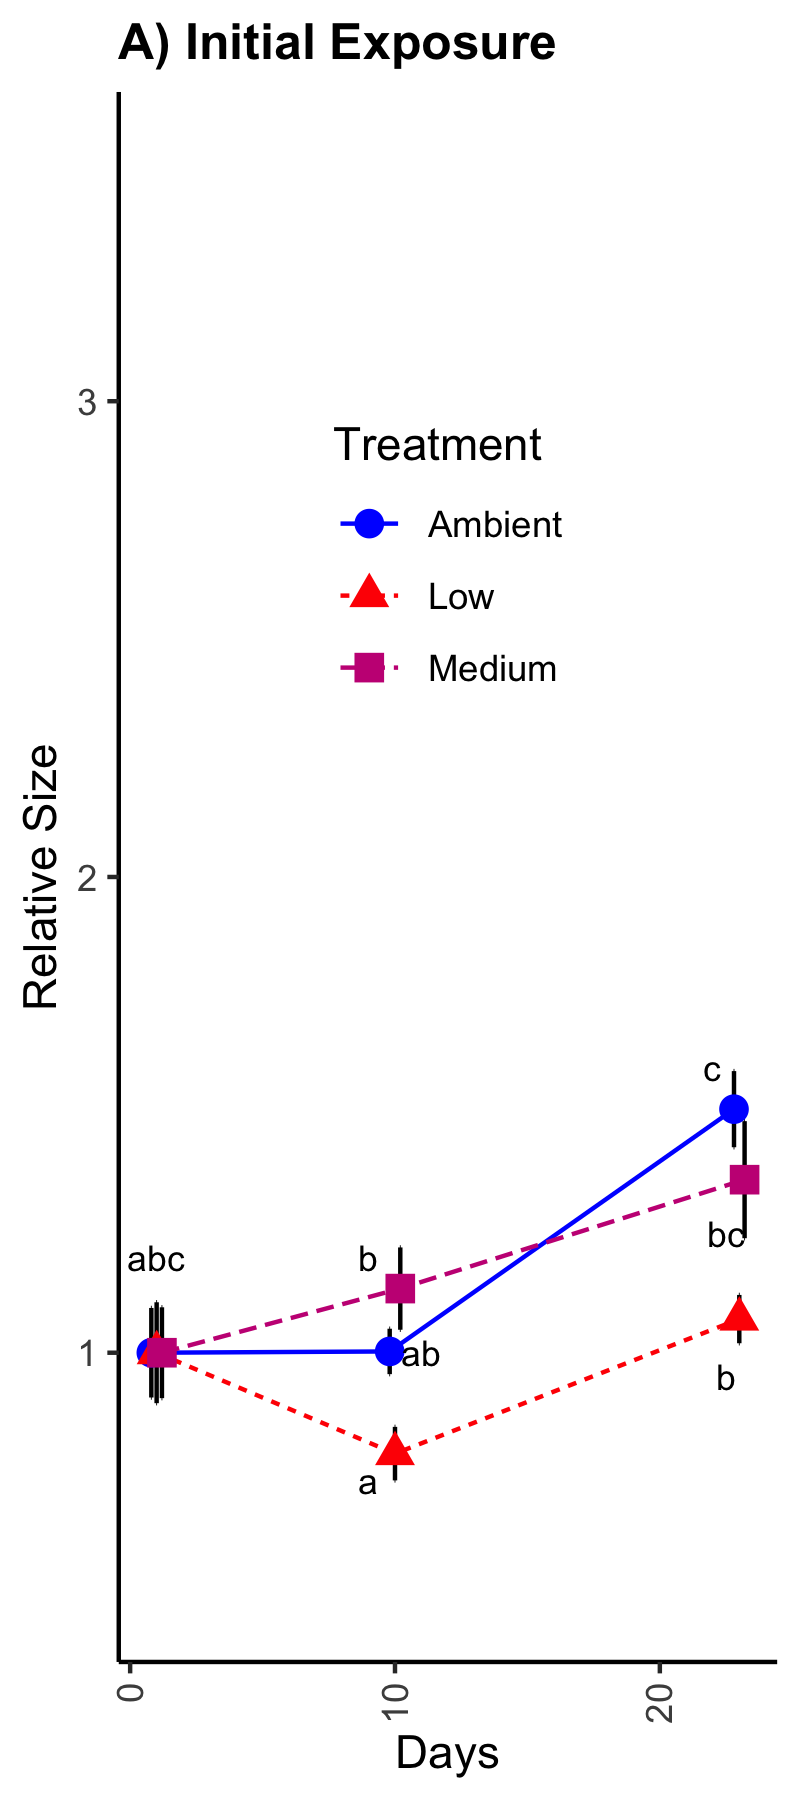 A) Initial Exposure
3
Treatment
Ambient
Low
Medium
Relative Size
2
c
bc
abc
b
1
ab
b
a
0
10
20
Days